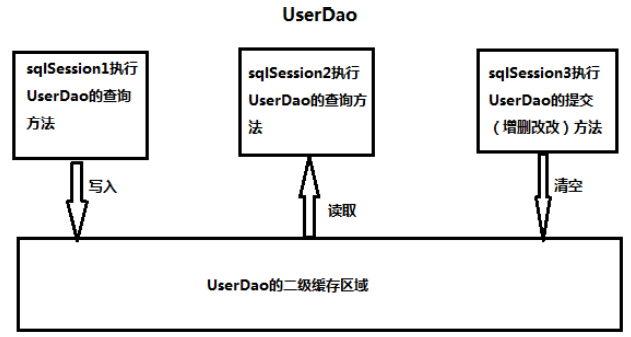 UserDao
sqlSession1执行
UserDao的查询
方法
sqlSession2执行
UserDao的查询方
法
sqlSession3执行
UserDao的提交
（增删改改）方法
写入
读取
清空
UserDao的二级缓存区域